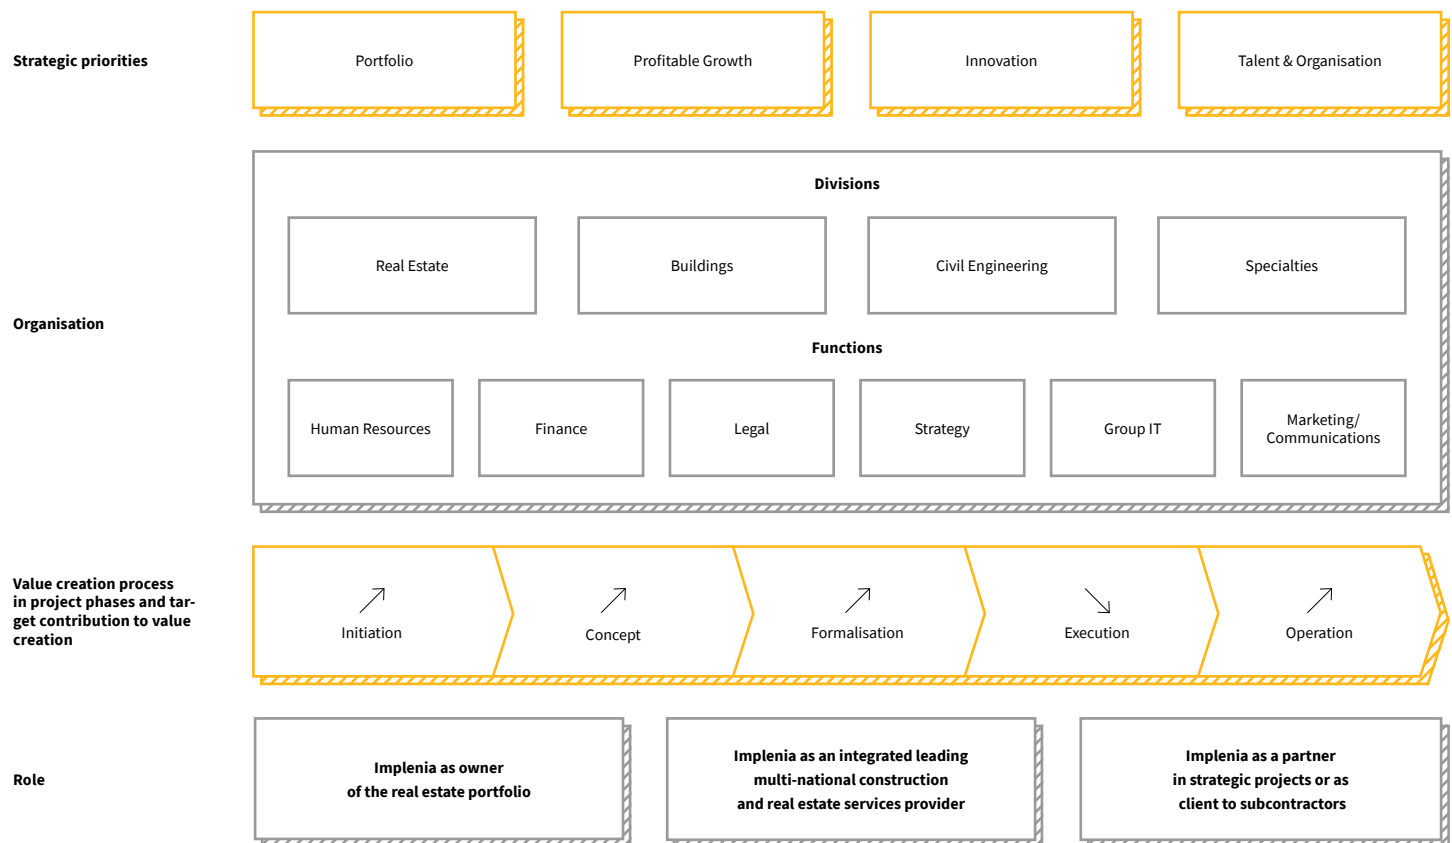 Strategic priorities
Portfolio
Profitable Growth
Innovation
Talent & Organisation
Organisation
Divisions
Real Estate
Buildings
Civil Engineering
Specialties
Functions
Human Resources
Finance
Legal
Strategy
Group IT
Marketing/
Communications
Value creation process
in project phases and tar-
get contribution to value
creation
Initiation
Concept
Formalisation
Execution
Operation
Role
Implenia as owner
of the real estate portfolio
Implenia as an integrated leading
multi-national construction
and real estate services provider
Implenia as a partner
in strategic projects or as
client to subcontractors